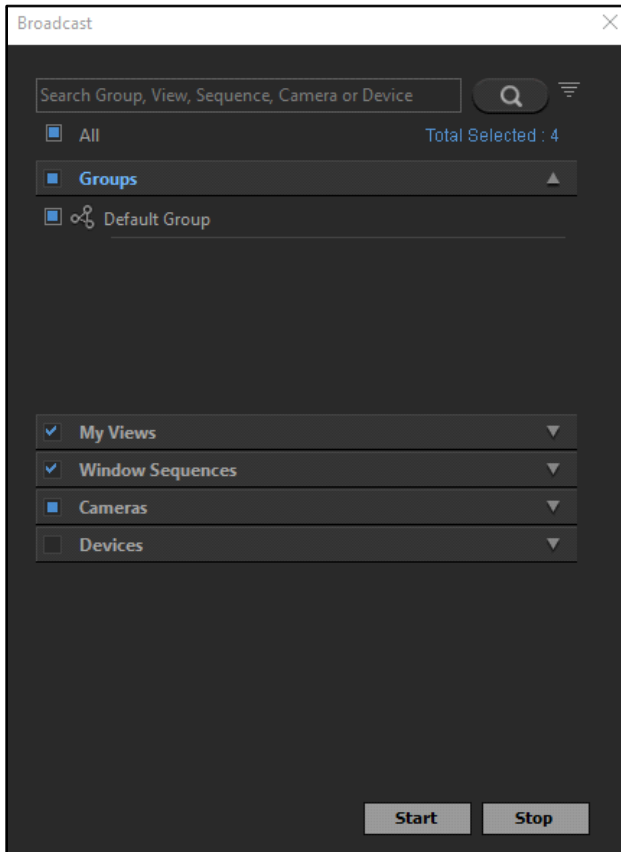 Broadcast
Search Group, View, Sequence, Camera or Device
All Total Selected : 4
Groups
Default Group
My Views
Window Sequences
Cameras
Devices
Start Stop